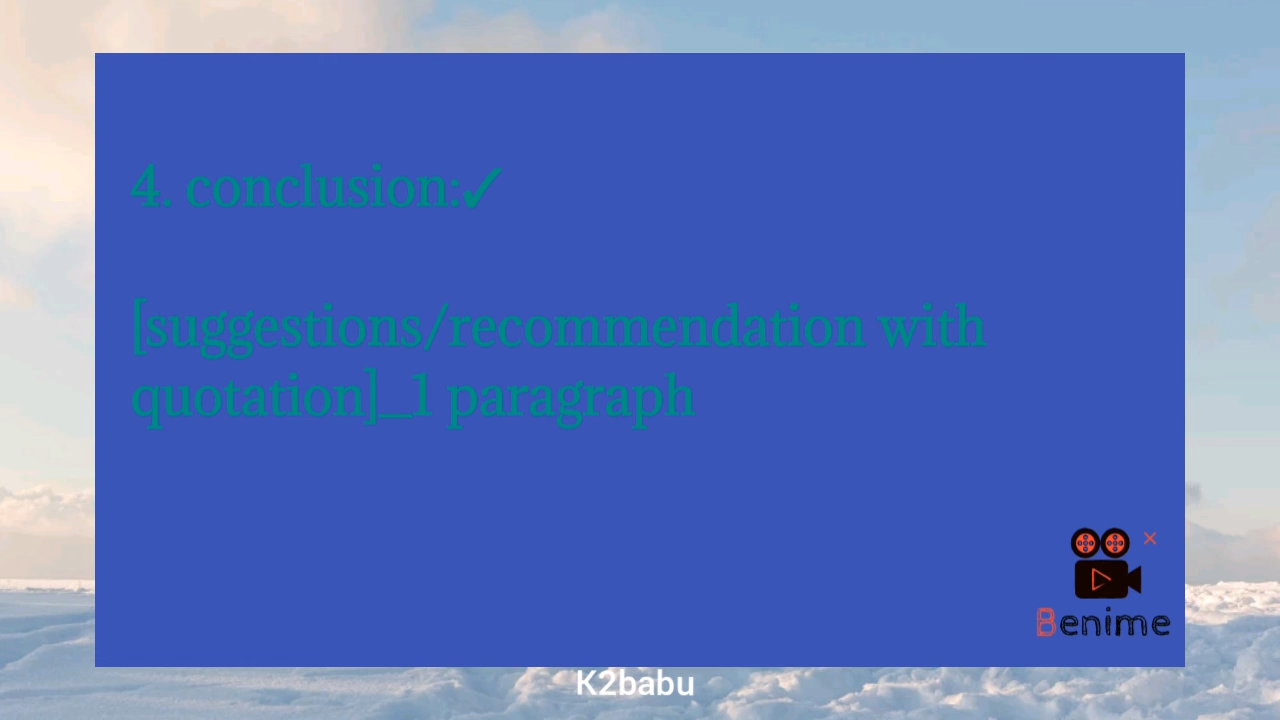 4. conclusion:✓
[suggestions/recommendation with
quotation]_1 paragraph
Benime
K2babu